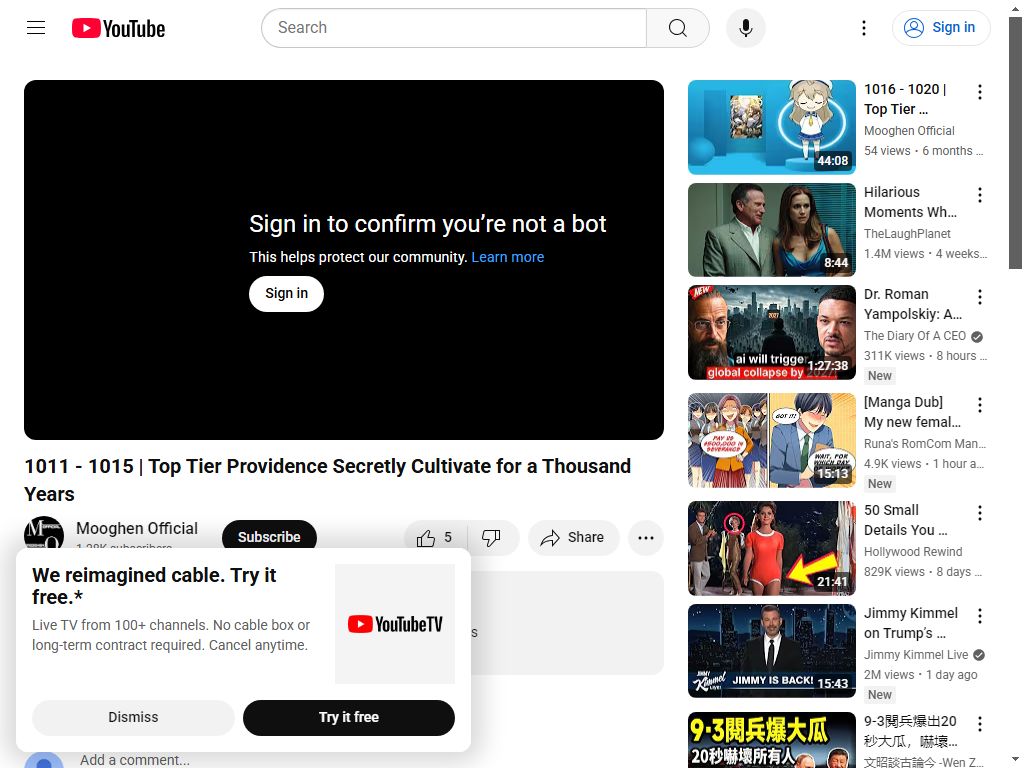 YouTube
Search
Sign in
Sign in to confirm you’re not a bot
This helps protect our community. Learn more
Sign in
1011 - 1015 | Top Tier Providence Secretly Cultivate for a Thousand
Years
Mooghen Official
Subscribe
5
Share
We reimagined cable. Try it
free.*
Live TV from 100+ channels. No cable box or
long-term contract required. Cancel anytime.
YouTubeTV
Dismiss
Try it free
Add a comment...
44:08
1016 - 1020 |
Top Tier ...
Mooghen Official
54 views • 6 months ...
8:44
Hilarious
Moments Wh...
TheLaughPlanet
1.4M views • 4 weeks...
NEW
2027
ai will trigger
global collapse by 2027
1:27:38
Dr. Roman
Yampolskiy: A...
The Diary Of A CEO
311K views • 8 hours ...
New
PAY US
$500,000 IN
SEVERANCE
GOT IT!
WAIT, FOR
WHICH DAY
15:13
[Manga Dub]
My new femal...
Runa's RomCom Man...
4.9K views • 1 hour a...
New
21:41
50 Small
Details You ...
Hollywood Rewind
829K views • 8 days ...
JIMMY KIMMEL LIVE!
JIMMY IS BACK!
15:43
Jimmy Kimmel
on Trump’s ...
Jimmy Kimmel Live
2M views • 1 day ago
New
9-3閱兵爆大瓜
20秒嚇壞所有人
9-3閱兵爆出20
秒大瓜，嚇壞...
文昭談古論今 -Wen Z...